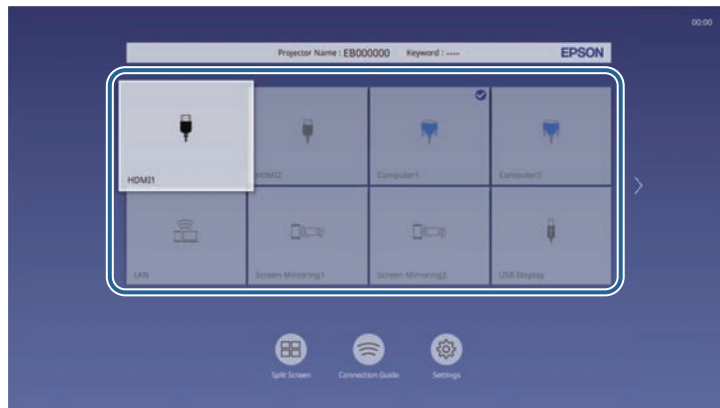 00:00
Projector Name : EB000000 Keyword : ---- EPSON
HDMI1 HDMI2 Computer1 Computer2
LAN Screen Mirroring1 Screen Mirroring2 USB Display
Split Screen Connection Guide Settings